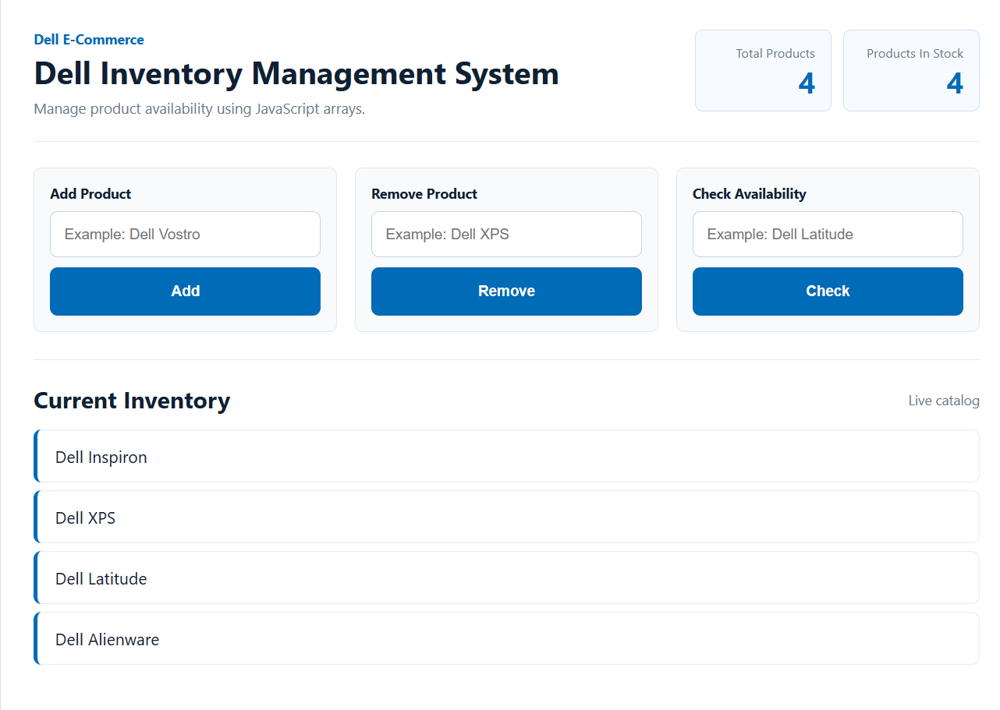 Dell E-Commerce
Dell Inventory Management System
Manage product availability using JavaScript arrays.
Total Products
4
Products In Stock
4
Add Product
Example: Dell Vostro
Add
Remove Product
Example: Dell XPS
Remove
Check Availability
Example: Dell Latitude
Check
Current Inventory
Live catalog
Dell Inspiron
Dell XPS
Dell Latitude
Dell Alienware